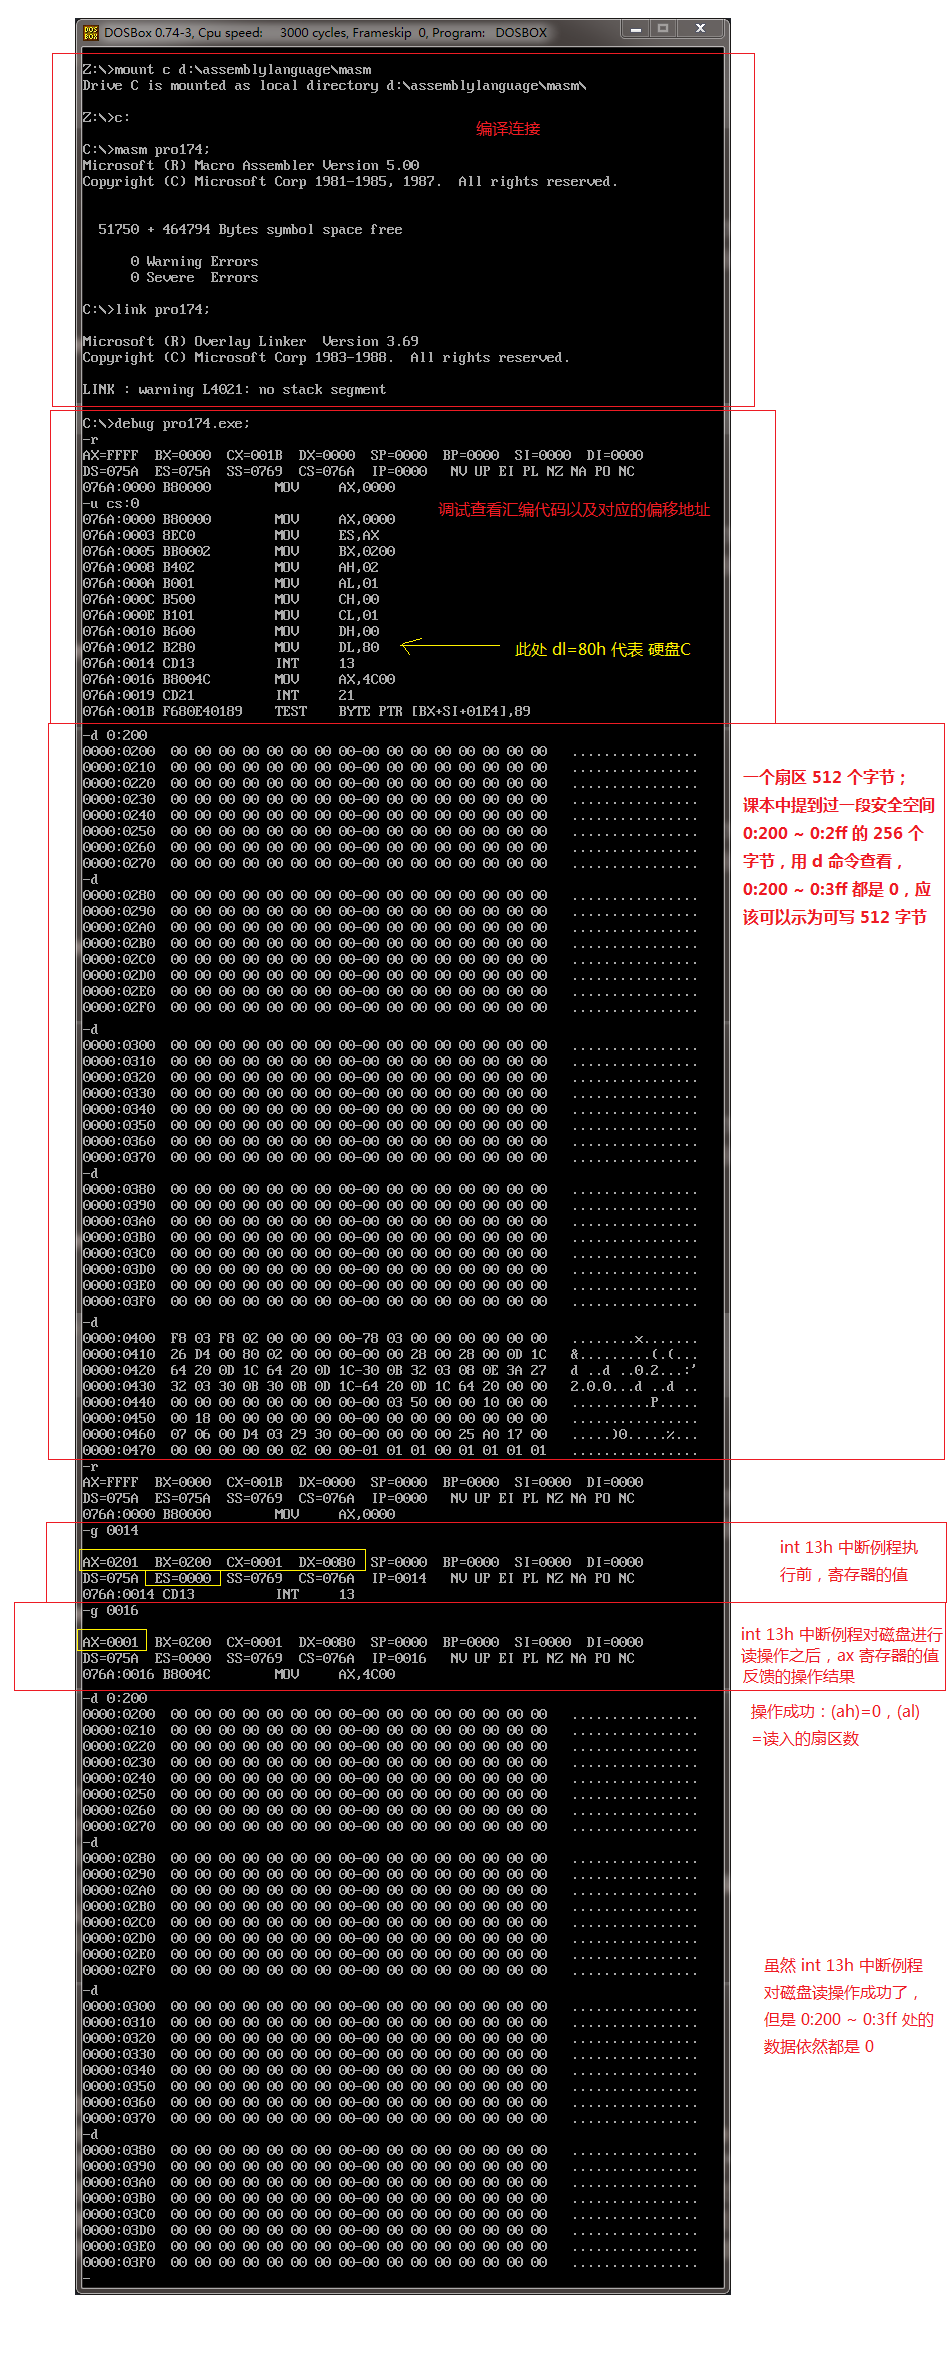 DOSBox 0.74-3, Cpu speed:    3000 cycles, Frameskip  0, Program:   DOSBOX
Z:\>mount c d:\assemblylanguage\masm
Drive C is mounted as local directory d:\assemblylanguage\masm\
Z:\>c:
编译连接
C:\>masm pro174;
Microsoft (R) Macro Assembler Version 5.00
Copyright (C) Microsoft Corp 1981-1985, 1987.  All rights reserved.
51750 + 464794 Bytes symbol space free
0 Warning Errors
0 Severe  Errors
C:\>link pro174;
Microsoft (R) Overlay Linker  Version 3.69
Copyright (C) Microsoft Corp 1983-1988.  All rights reserved.
LINK : warning L4021: no stack segment
C:\>debug pro174.exe;
-r
AX=FFFF  BX=0000  CX=001B  DX=0000  SP=0000  BP=0000  SI=0000  DI=0000
DS=075A  ES=075A  SS=0769  CS=076A  IP=0000   NV UP EI PL NZ NA PO NC
076A:0000 B80000        MOV     AX,0000
-u cs:0
调试查看汇编代码以及对应的偏移地址
076A:0000 B80000        MOV     AX,0000
076A:0003 8EC0          MOV     ES,AX
076A:0005 BB0002        MOV     BX,0200
076A:0008 B402          MOV     AH,02
076A:000A B001          MOV     AL,01
076A:000C B500          MOV     CH,00
076A:000E B101          MOV     CL,01
076A:0010 B600          MOV     DH,00
076A:0012 B280          MOV     DL,80
此处 dl=80h 代表 硬盘C
076A:0014 CD13          INT     13
076A:0016 B8004C        MOV     AX,4C00
076A:0019 CD21          INT     21
076A:001B F680E40189    TEST    BYTE PTR [BX+SI+01E4],89
-d 0:200
0000:0200  00 00 00 00 00 00 00 00-00 00 00 00 00 00 00 00   ................
0000:0210  00 00 00 00 00 00 00 00-00 00 00 00 00 00 00 00   ................
0000:0220  00 00 00 00 00 00 00 00-00 00 00 00 00 00 00 00   ................
0000:0230  00 00 00 00 00 00 00 00-00 00 00 00 00 00 00 00   ................
0000:0240  00 00 00 00 00 00 00 00-00 00 00 00 00 00 00 00   ................
0000:0250  00 00 00 00 00 00 00 00-00 00 00 00 00 00 00 00   ................
0000:0260  00 00 00 00 00 00 00 00-00 00 00 00 00 00 00 00   ................
0000:0270  00 00 00 00 00 00 00 00-00 00 00 00 00 00 00 00   ................
一个扇区 512 个字节；
课本中提到过一段安全空间
0:200 ~ 0:2ff 的 256 个
字节，用 d 命令查看，
0:200 ~ 0:3ff 都是 0，应
该可以示为可写 512 字节
-d
0000:0280  00 00 00 00 00 00 00 00-00 00 00 00 00 00 00 00   ................
0000:0290  00 00 00 00 00 00 00 00-00 00 00 00 00 00 00 00   ................
0000:02A0  00 00 00 00 00 00 00 00-00 00 00 00 00 00 00 00   ................
0000:02B0  00 00 00 00 00 00 00 00-00 00 00 00 00 00 00 00   ................
0000:02C0  00 00 00 00 00 00 00 00-00 00 00 00 00 00 00 00   ................
0000:02D0  00 00 00 00 00 00 00 00-00 00 00 00 00 00 00 00   ................
0000:02E0  00 00 00 00 00 00 00 00-00 00 00 00 00 00 00 00   ................
0000:02F0  00 00 00 00 00 00 00 00-00 00 00 00 00 00 00 00   ................
-d
0000:0300  00 00 00 00 00 00 00 00-00 00 00 00 00 00 00 00   ................
0000:0310  00 00 00 00 00 00 00 00-00 00 00 00 00 00 00 00   ................
0000:0320  00 00 00 00 00 00 00 00-00 00 00 00 00 00 00 00   ................
0000:0330  00 00 00 00 00 00 00 00-00 00 00 00 00 00 00 00   ................
0000:0340  00 00 00 00 00 00 00 00-00 00 00 00 00 00 00 00   ................
0000:0350  00 00 00 00 00 00 00 00-00 00 00 00 00 00 00 00   ................
0000:0360  00 00 00 00 00 00 00 00-00 00 00 00 00 00 00 00   ................
0000:0370  00 00 00 00 00 00 00 00-00 00 00 00 00 00 00 00   ................
-d
0000:0380  00 00 00 00 00 00 00 00-00 00 00 00 00 00 00 00   ................
0000:0390  00 00 00 00 00 00 00 00-00 00 00 00 00 00 00 00   ................
0000:03A0  00 00 00 00 00 00 00 00-00 00 00 00 00 00 00 00   ................
0000:03B0  00 00 00 00 00 00 00 00-00 00 00 00 00 00 00 00   ................
0000:03C0  00 00 00 00 00 00 00 00-00 00 00 00 00 00 00 00   ................
0000:03D0  00 00 00 00 00 00 00 00-00 00 00 00 00 00 00 00   ................
0000:03E0  00 00 00 00 00 00 00 00-00 00 00 00 00 00 00 00   ................
0000:03F0  00 00 00 00 00 00 00 00-00 00 00 00 00 00 00 00   ................
-d
0000:0400  F8 03 F8 02 00 00 00 00-78 03 00 00 00 00 00 00   ........x.......
0000:0410  26 D4 00 80 02 00 00 00-00 00 28 00 28 00 0D 1C   &.........(.(...
0000:0420  64 20 0D 1C 64 20 0D 1C-30 0B 32 03 08 0E 3A 27   d ..d ..0.2...:'
0000:0430  32 03 30 0B 30 0B 0D 1C-64 20 0D 1C 64 20 00 00   2.0.0...d ..d ..
0000:0440  00 00 00 00 00 00 00 00-00 03 50 00 00 10 00 00   ..........P.....
0000:0450  00 18 00 00 00 00 00 00-00 00 00 00 00 00 00 00   ................
0000:0460  07 06 00 D4 03 29 30 00-00 00 00 00 25 A0 17 00   .....)0.....%...
0000:0470  00 00 00 00 00 02 00 00-01 01 01 00 01 01 01 01   ................
-r
AX=FFFF  BX=0000  CX=001B  DX=0000  SP=0000  BP=0000  SI=0000  DI=0000
DS=075A  ES=075A  SS=0769  CS=076A  IP=0000   NV UP EI PL NZ NA PO NC
076A:0000 B80000        MOV     AX,0000
-g 0014
AX=0201  BX=0200  CX=0001  DX=0080  SP=0000  BP=0000  SI=0000  DI=0000
DS=075A  ES=0000  SS=0769  CS=076A  IP=0014   NV UP EI PL NZ NA PO NC
076A:0014 CD13          INT     13
int 13h 中断例程执
行前，寄存器的值
-g 0016
AX=0001  BX=0200  CX=0001  DX=0080  SP=0000  BP=0000  SI=0000  DI=0000
DS=075A  ES=0000  SS=0769  CS=076A  IP=0016   NV UP EI PL NZ NA PO NC
076A:0016 B8004C        MOV     AX,4C00
int 13h 中断例程对磁盘进行
读操作之后，ax 寄存器的值
反馈的操作结果
操作成功：(ah)=0，(al)
=读入的扇区数
-d 0:200
0000:0200  00 00 00 00 00 00 00 00-00 00 00 00 00 00 00 00   ................
0000:0210  00 00 00 00 00 00 00 00-00 00 00 00 00 00 00 00   ................
0000:0220  00 00 00 00 00 00 00 00-00 00 00 00 00 00 00 00   ................
0000:0230  00 00 00 00 00 00 00 00-00 00 00 00 00 00 00 00   ................
0000:0240  00 00 00 00 00 00 00 00-00 00 00 00 00 00 00 00   ................
0000:0250  00 00 00 00 00 00 00 00-00 00 00 00 00 00 00 00   ................
0000:0260  00 00 00 00 00 00 00 00-00 00 00 00 00 00 00 00   ................
0000:0270  00 00 00 00 00 00 00 00-00 00 00 00 00 00 00 00   ................
-d
0000:0280  00 00 00 00 00 00 00 00-00 00 00 00 00 00 00 00   ................
0000:0290  00 00 00 00 00 00 00 00-00 00 00 00 00 00 00 00   ................
0000:02A0  00 00 00 00 00 00 00 00-00 00 00 00 00 00 00 00   ................
0000:02B0  00 00 00 00 00 00 00 00-00 00 00 00 00 00 00 00   ................
0000:02C0  00 00 00 00 00 00 00 00-00 00 00 00 00 00 00 00   ................
0000:02D0  00 00 00 00 00 00 00 00-00 00 00 00 00 00 00 00   ................
0000:02E0  00 00 00 00 00 00 00 00-00 00 00 00 00 00 00 00   ................
0000:02F0  00 00 00 00 00 00 00 00-00 00 00 00 00 00 00 00   ................
虽然 int 13h 中断例程
对磁盘读操作成功了，
但是 0:200 ~ 0:3ff 处的
数据依然都是 0
-d
0000:0300  00 00 00 00 00 00 00 00-00 00 00 00 00 00 00 00   ................
0000:0310  00 00 00 00 00 00 00 00-00 00 00 00 00 00 00 00   ................
0000:0320  00 00 00 00 00 00 00 00-00 00 00 00 00 00 00 00   ................
0000:0330  00 00 00 00 00 00 00 00-00 00 00 00 00 00 00 00   ................
0000:0340  00 00 00 00 00 00 00 00-00 00 00 00 00 00 00 00   ................
0000:0350  00 00 00 00 00 00 00 00-00 00 00 00 00 00 00 00   ................
0000:0360  00 00 00 00 00 00 00 00-00 00 00 00 00 00 00 00   ................
0000:0370  00 00 00 00 00 00 00 00-00 00 00 00 00 00 00 00   ................
-d
0000:0380  00 00 00 00 00 00 00 00-00 00 00 00 00 00 00 00   ................
0000:0390  00 00 00 00 00 00 00 00-00 00 00 00 00 00 00 00   ................
0000:03A0  00 00 00 00 00 00 00 00-00 00 00 00 00 00 00 00   ................
0000:03B0  00 00 00 00 00 00 00 00-00 00 00 00 00 00 00 00   ................
0000:03C0  00 00 00 00 00 00 00 00-00 00 00 00 00 00 00 00   ................
0000:03D0  00 00 00 00 00 00 00 00-00 00 00 00 00 00 00 00   ................
0000:03E0  00 00 00 00 00 00 00 00-00 00 00 00 00 00 00 00   ................
0000:03F0  00 00 00 00 00 00 00 00-00 00 00 00 00 00 00 00   ................
-